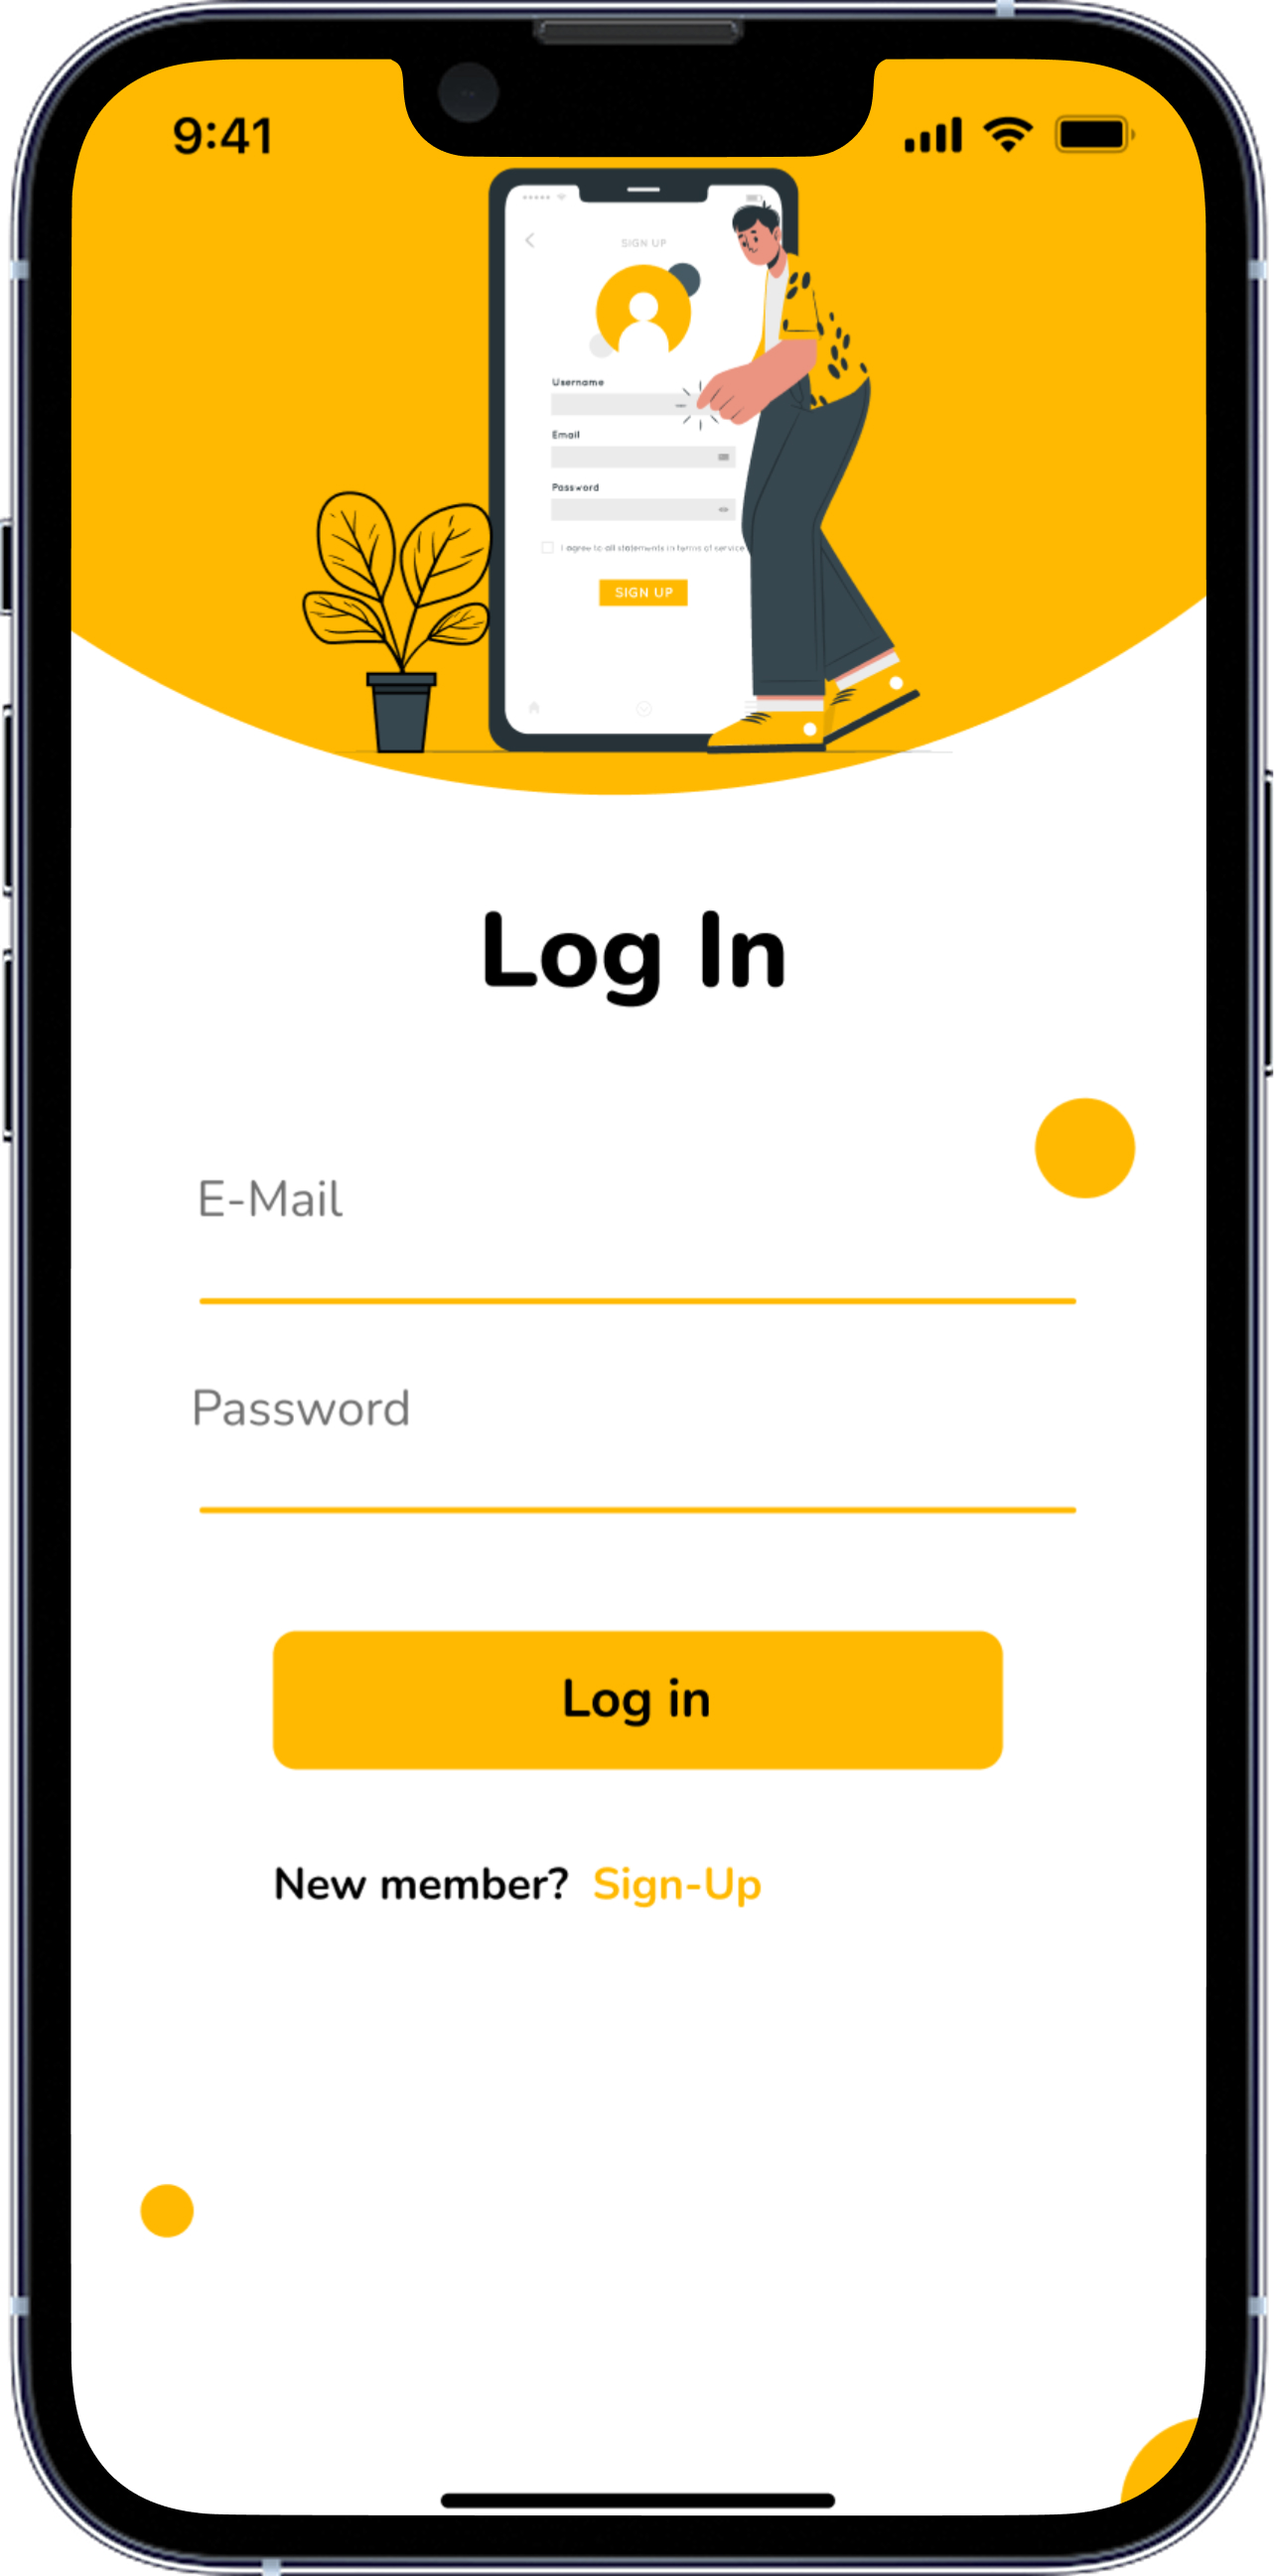 9:41
SIGN UP
Username
Email
Password
I agree to all statements in terms of service
SIGN UP
Log In
E-Mail
Password
Log in
New member? Sign-Up